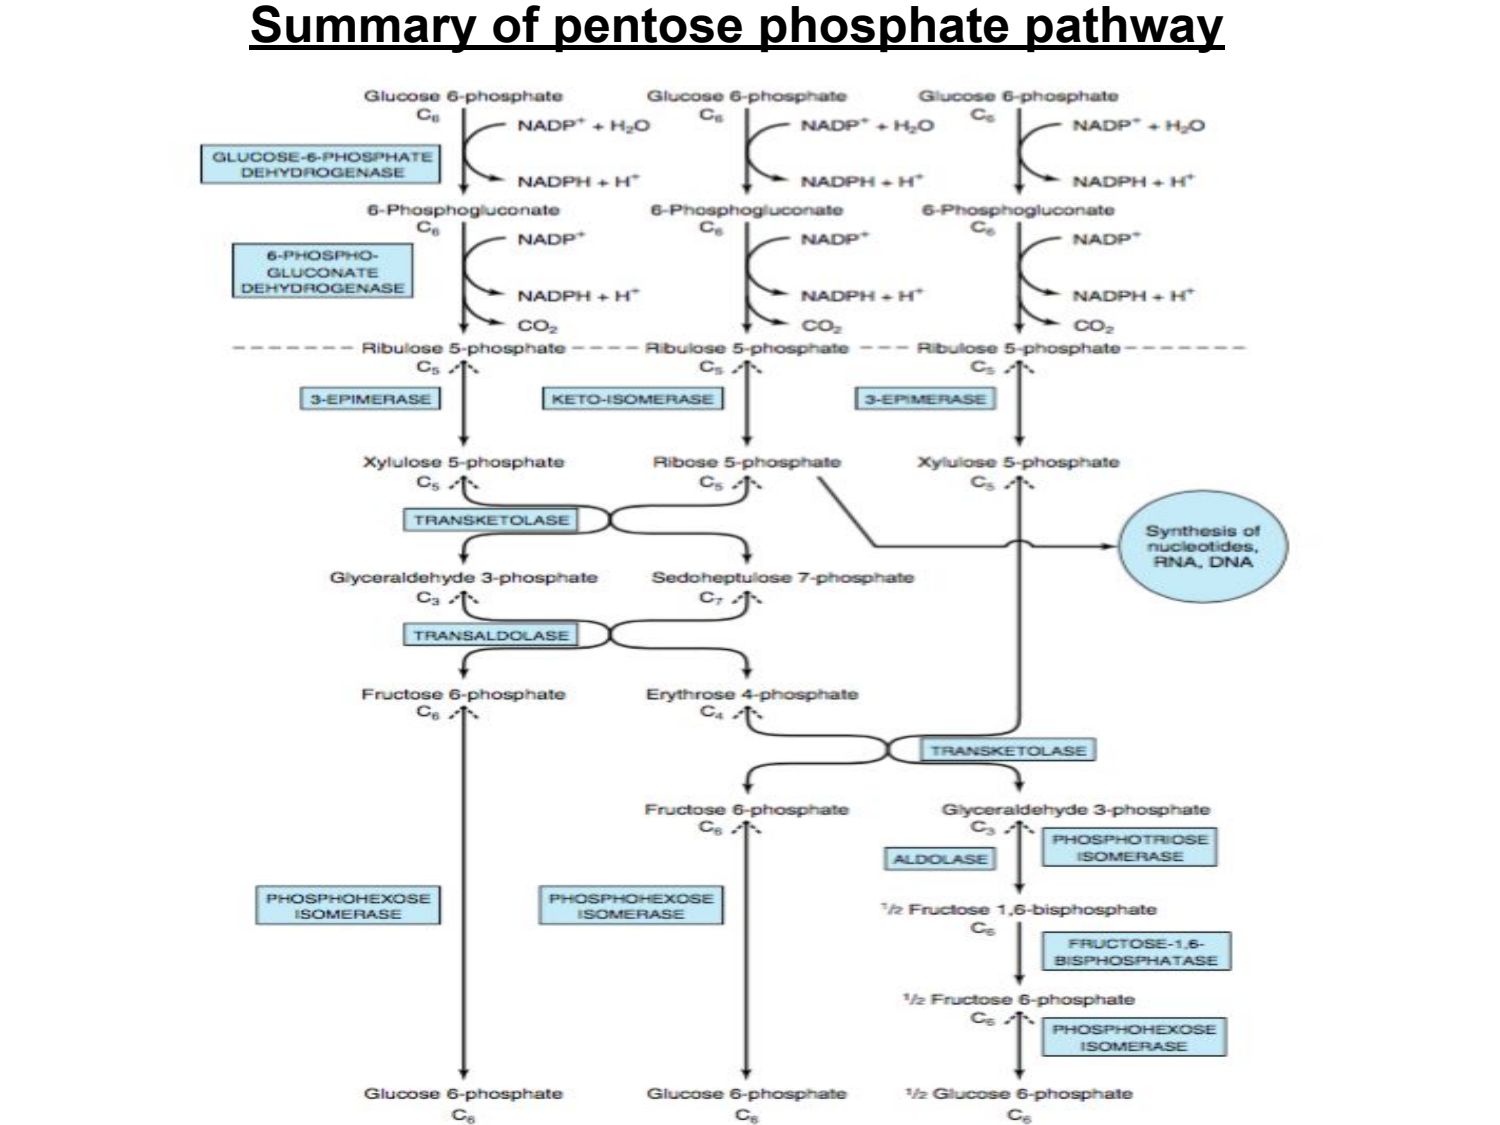 Summary of pentose phosphate pathway
Glucose 6-phosphate Glucose 6-phosphate Glucose 6-phosphate
C₆ C₆ C₆
NADP⁺ + H₂O NADP⁺ + H₂O NADP⁺ + H₂O
GLUCOSE-6-PHOSPHATE
DEHYDROGENASE
NADPH + H⁺ NADPH + H⁺ NADPH + H⁺
6-Phosphogluconate 6-Phosphogluconate 6-Phosphogluconate
C₆ C₆ C₆
NADP⁺ NADP⁺ NADP⁺
6-PHOSPHO-
GLUCONATE
DEHYDROGENASE
NADPH + H⁺ NADPH + H⁺ NADPH + H⁺
CO₂ CO₂ CO₂
Ribulose 5-phosphate Ribulose 5-phosphate Ribulose 5-phosphate
C₅ C₅ C₅
3-EPIMERASE KETO-ISOMERASE 3-EPIMERASE
Xylulose 5-phosphate Ribose 5-phosphate Xylulose 5-phosphate
C₅ C₅ C₅
TRANSKETOLASE
Synthesis of
nucleotides,
RNA, DNA
Glyceraldehyde 3-phosphate Sedoheptulose 7-phosphate
C₃ C₇
TRANSALDOLASE
Fructose 6-phosphate Erythrose 4-phosphate
C₆ C₄
TRANSKETOLASE
Fructose 6-phosphate Glyceraldehyde 3-phosphate
C₆ C₃
PHOSPHOTRIOSE
ISOMERASE
ALDOLASE
PHOSPHOHEXOSE
ISOMERASE
PHOSPHOHEXOSE
ISOMERASE
1/2 Fructose 1,6-bisphosphate
C₆
FRUCTOSE-1,6-
BISPHOSPHATASE
1/2 Fructose 6-phosphate
C₆
PHOSPHOHEXOSE
ISOMERASE
Glucose 6-phosphate Glucose 6-phosphate 1/2 Glucose 6-phosphate
C₆ C₆ C₆